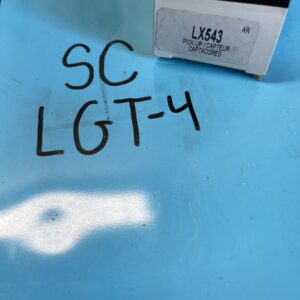 LX543
AR
PICK-UP / CAPTEUR
CAPTADORES
SC
LGT-4